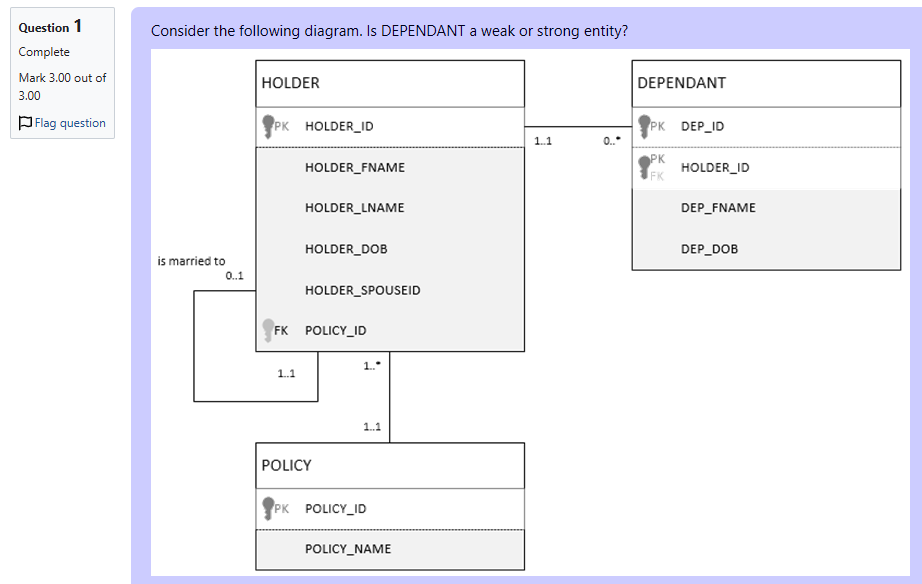 Question 1
Complete
Mark 3.00 out of
3.00
Flag question
Consider the following diagram. Is DEPENDANT a weak or strong entity?
HOLDER
PK HOLDER_ID
HOLDER_FNAME
HOLDER_LNAME
HOLDER_DOB
HOLDER_SPOUSEID
FK POLICY_ID
1..1
0..*
DEPENDANT
PK DEP_ID
PK
FK
HOLDER_ID
DEP_FNAME
DEP_DOB
is married to
0..1
1..1
1..*
1..1
POLICY
PK POLICY_ID
POLICY_NAME